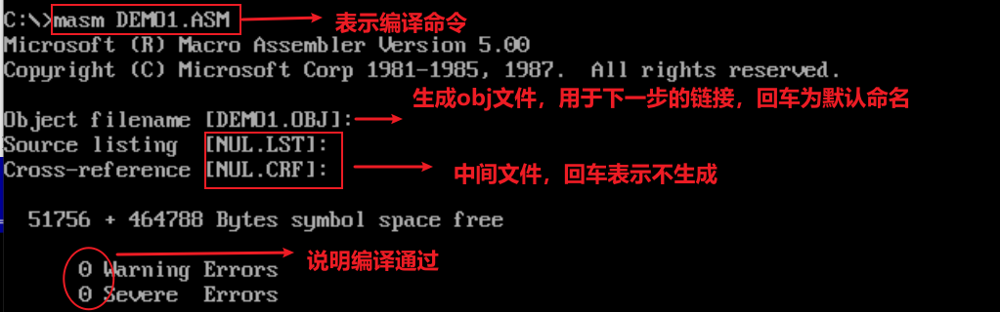 C:\>masm DEMO1.ASM 表示编译命令
Microsoft (R) Macro Assembler Version 5.00
Copyright (C) Microsoft Corp 1981-1985, 1987.  All rights reserved.
生成obj文件，用于下一步的链接，回车为默认命名
Object filename [DEMO1.OBJ]:
Source listing  [NUL.LST]:
Cross-reference [NUL.CRF]:
中间文件，回车表示不生成
51756 + 464788 Bytes symbol space free
说明编译通过
0 Warning Errors
0 Severe  Errors